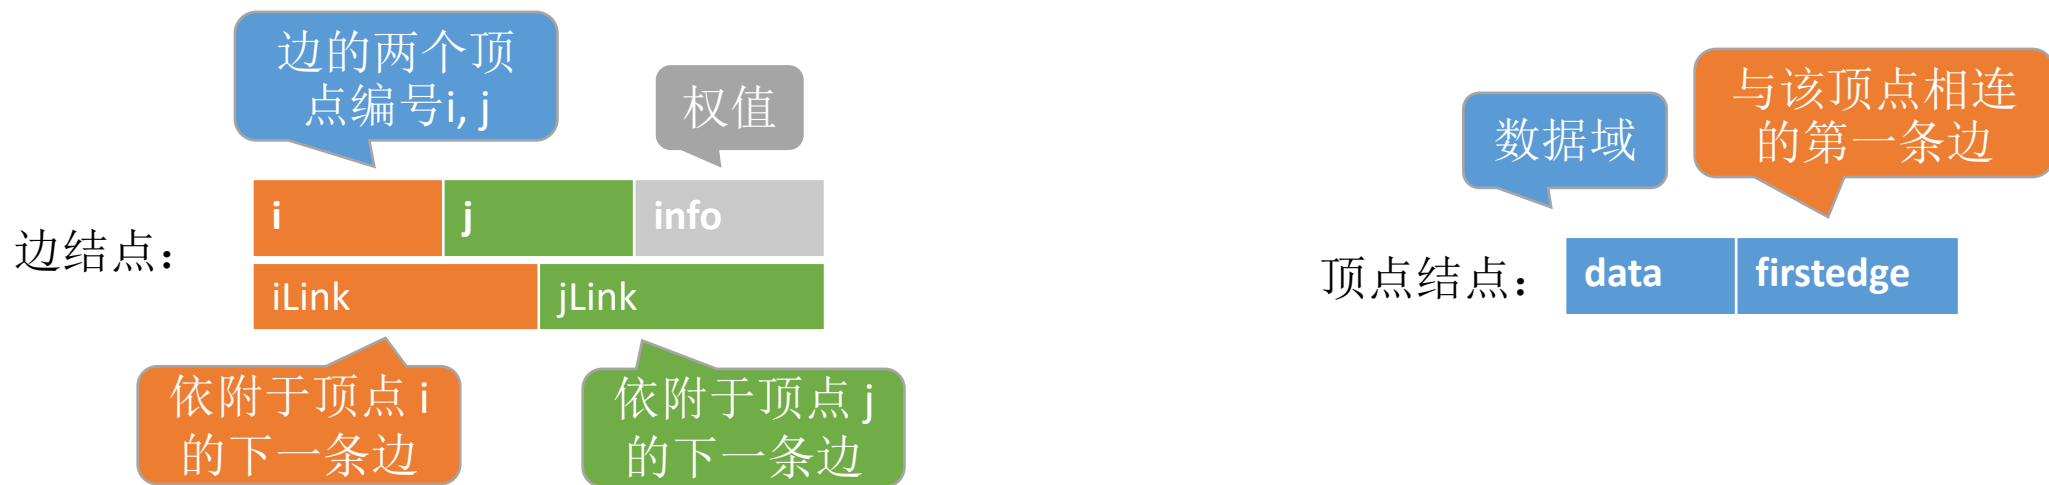 边的两个顶
点编号i, j
权值
边结点：
i
j
info
iLink
jLink
依附于顶点 i
的下一条边
依附于顶点 j
的下一条边
数据域
与该顶点相连
的第一条边
顶点结点：
data
firstedge